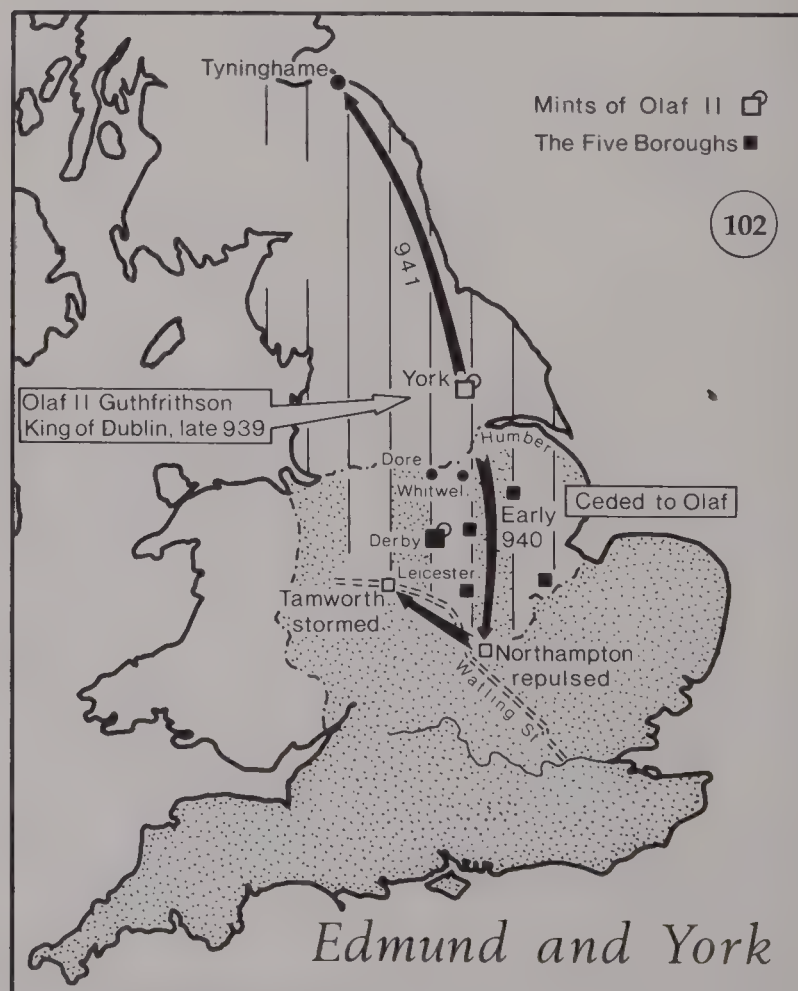 Tyninghame
Mints of Olaf II
The Five Boroughs
102
941
York
Olaf II Guthfrithson
King of Dublin, late 939
Humber
Dore
Whitwel
Ceded to Olaf
Early
940
Derby
Leicester
Tamworth
stormed
Northampton
repulsed
Watling St
Edmund and York